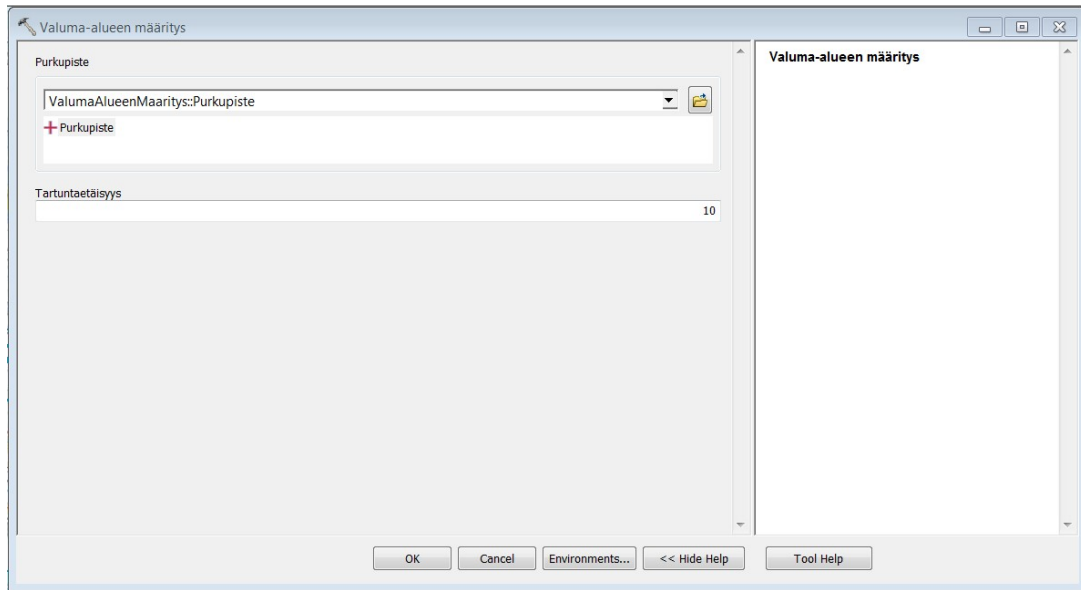 Valuma-alueen määritys
Purkupiste
ValumaAlueenMaaritys::Purkupiste
Purkupiste
Tartuntaetäisyys
10
Valuma-alueen määritys
OK
Cancel
Environments...
<< Hide Help
Tool Help